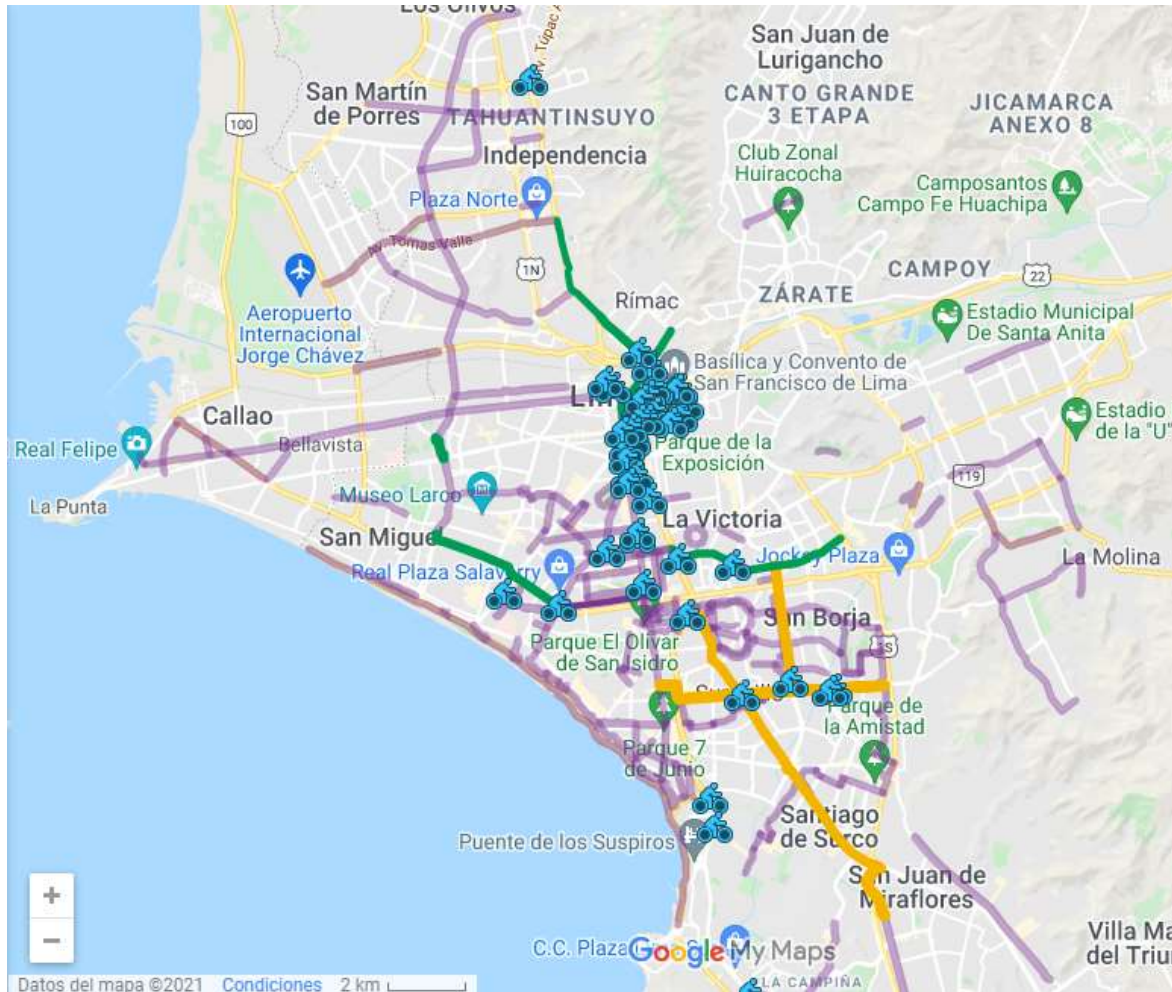 Los Olivos
Av. Túpac A
San Juan de
Lurigancho
San Martín
de Porres
100
TAHUANTINSUYO
CANTO GRANDE
3 ETAPA
JICAMARCA
ANEXO 8
Independencia
Club Zonal
Huiracocha
Plaza Norte
Camposantos
Campo Fe Huachipa
Av. Tomas Valle
1N
CAMPOY
22
Rímac
ZÁRATE
Aeropuerto
Internacional
Jorge Chávez
Estadio Municipal
De Santa Anita
Basílica y Convento de
San Francisco de Lima
Lim
Callao
Bellavista
Estadio
de la "U"
Real Felipe
Parque de la
Exposición
119
La Punta
Museo Larco
La Victoria
San Miguel
Jockey Plaza
La Molina
Real Plaza Salaverry
San Borja
Parque El Olivar
de San Isidro
S
Parque de
la Amistad
Parque 7
de Junio
Santiago
de Surco
Puente de los Suspiros
San Juan de
Miraflores
Villa Ma
del Triu
C.C. Plaza
Google My Maps
LA CAMPIÑA
Datos del mapa ©2021 Condiciones 2 km